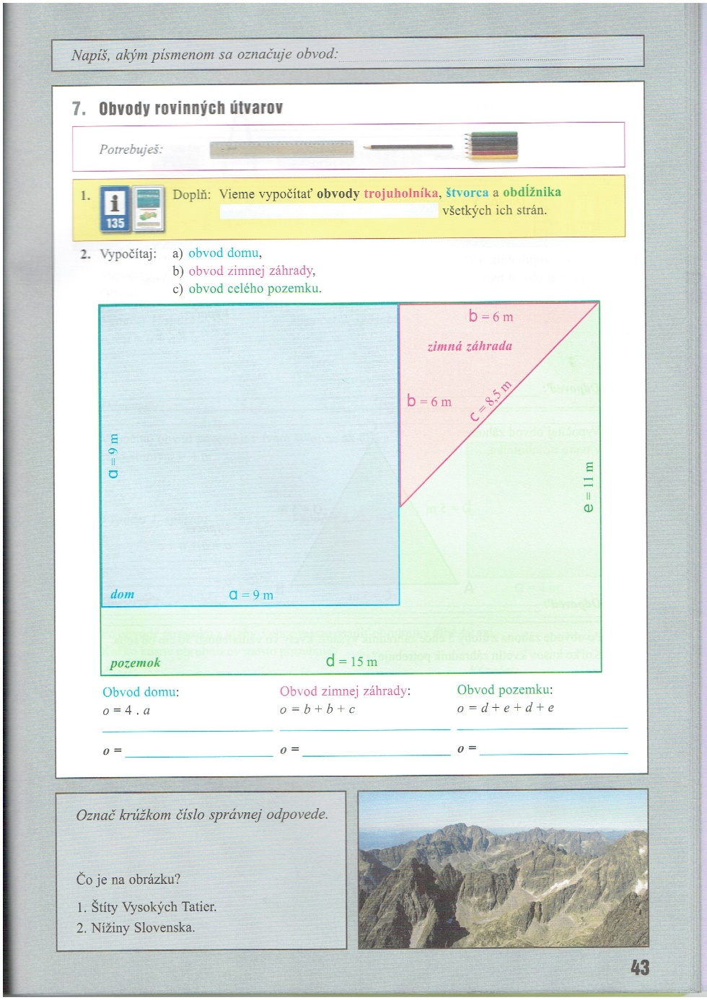 Napíš, akým písmenom sa označuje obvod:
7. Obvody rovinných útvarov
Potrebuješ:
1. i 135 Doplň: Vieme vypočítať obvody trojuholníka, štvorca a obdĺžnika
všetkých ich strán.
2. Vypočítaj: a) obvod domu,
b) obvod zimnej záhrady,
c) obvod celého pozemku.
b = 6 m
zimná záhrada
b = 6 m
c = 8,5 m
a = 9 m
e = 11 m
dom
a = 9 m
pozemok
d = 15 m
Obvod domu:
o = 4 . a
o =
Obvod zimnej záhrady:
o = b + b + c
o =
Obvod pozemku:
o = d + e + d + e
o =
Označ krúžkom číslo správnej odpovede.
Čo je na obrázku?
1. Štíty Vysokých Tatier.
2. Nížiny Slovenska.
43